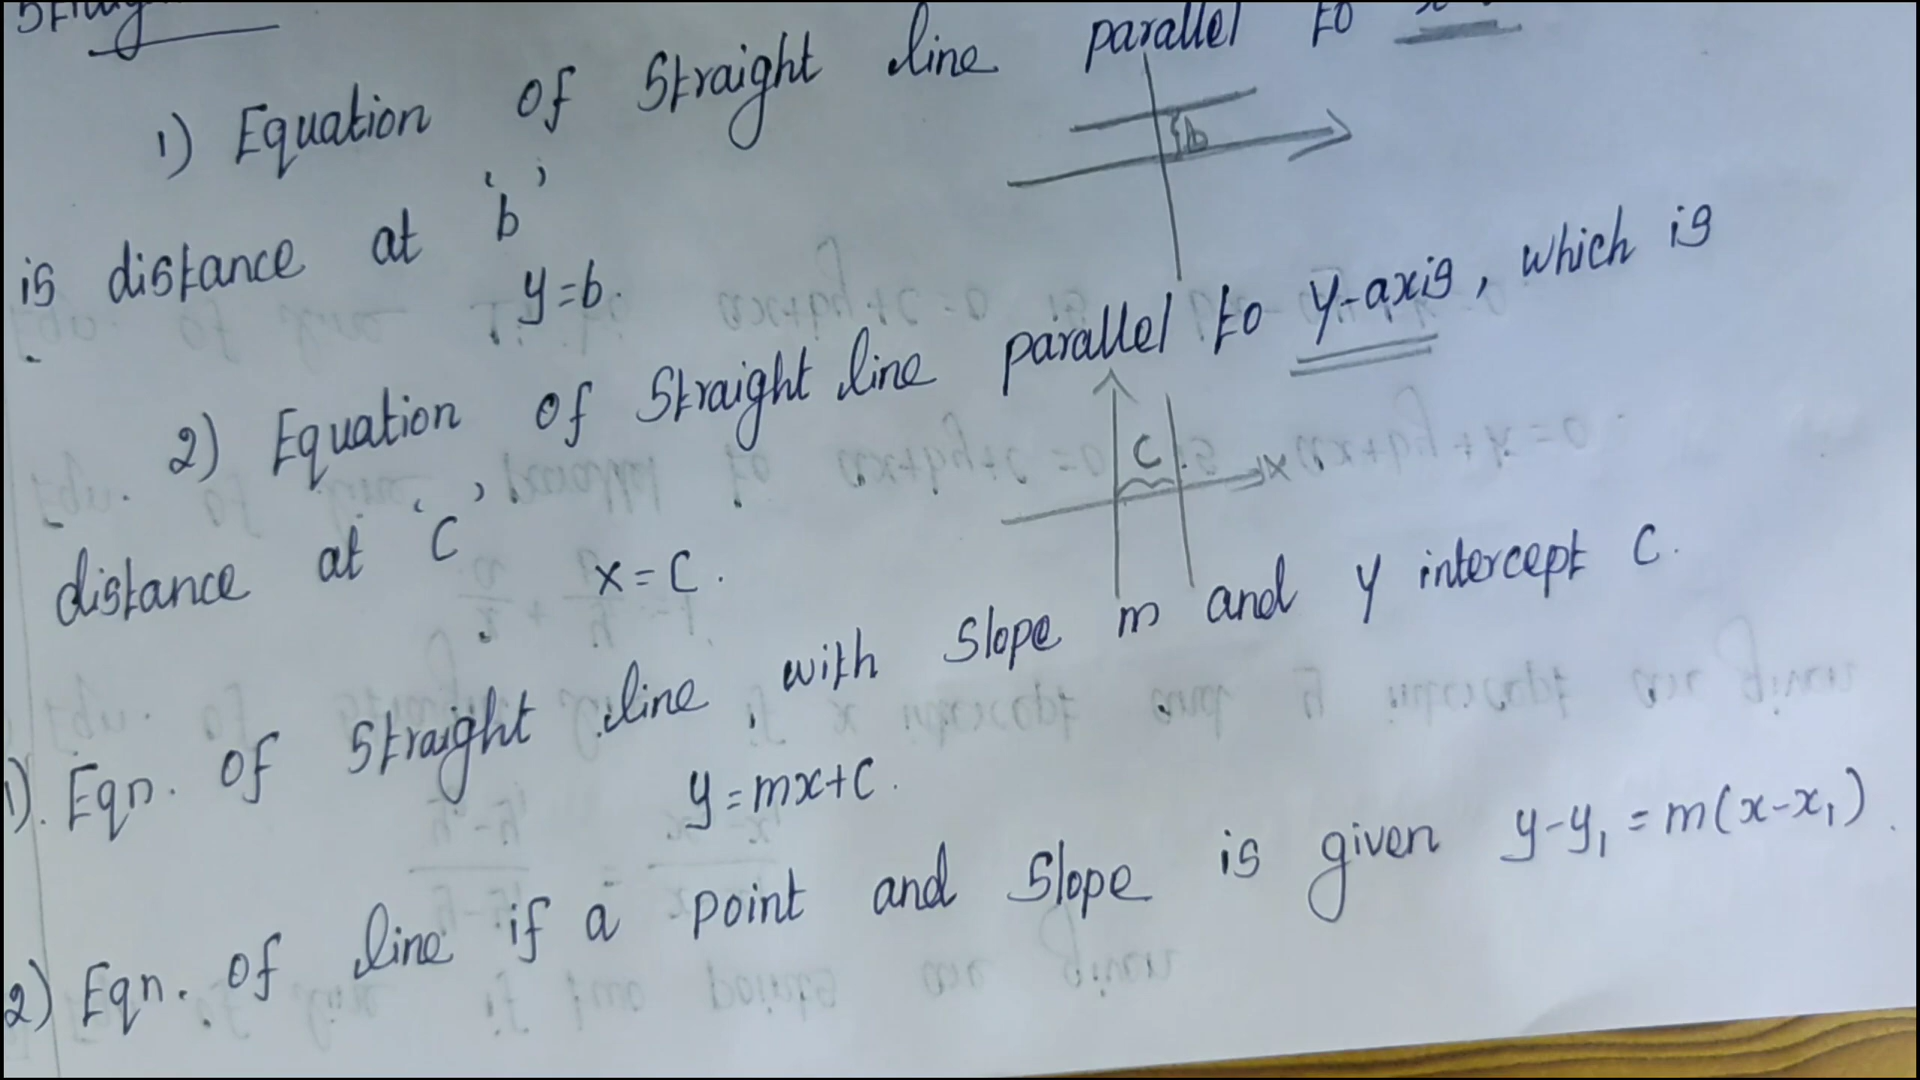 1) Equation of Straight line parallel to
b
is distance at 'b'
y=b.
2) Equation of Straight line parallel to y-axis, which is
C
x
distance at 'C'
x=C.
1). Eqn. of Straight line, with Slope m and y intercept C.
y=mx+C.
2) Eqn. of line if a point and Slope is given y-y₁=m(x-x₁).